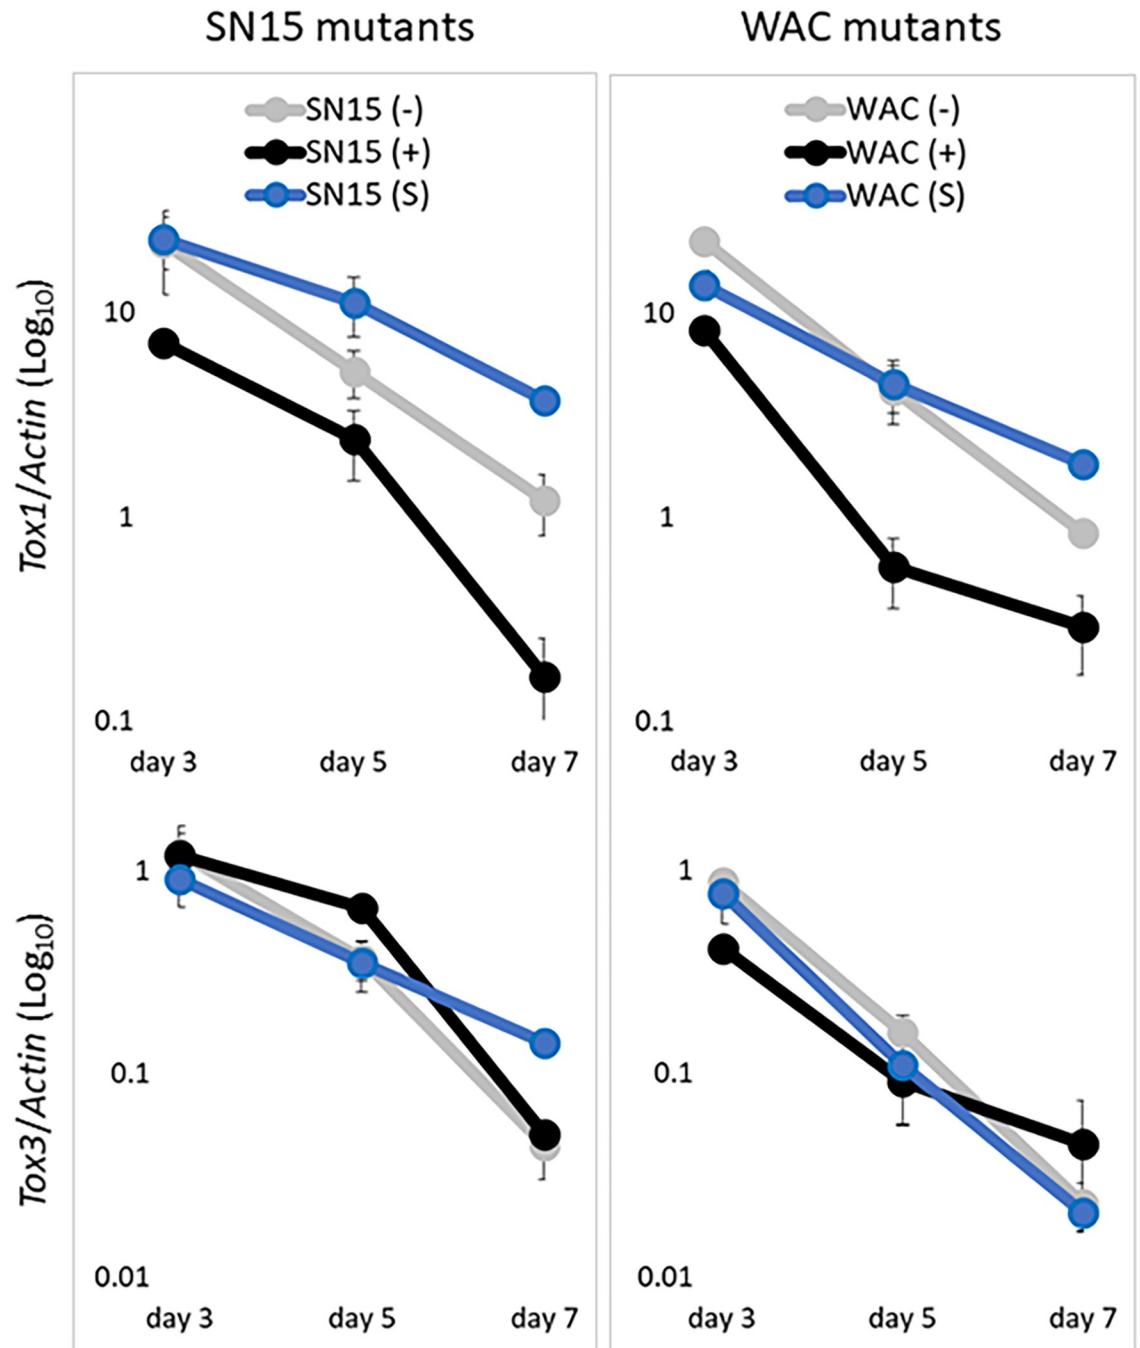 SN15 mutants
WAC mutants
SN15 (-)
SN15 (+)
SN15 (S)
WAC (-)
WAC (+)
WAC (S)
Tox1/Actin (Log₁₀)
10
1
0.1
day 3
day 5
day 7
10
1
0.1
day 3
day 5
day 7
Tox3/Actin (Log₁₀)
1
0.1
0.01
day 3
day 5
day 7
1
0.1
0.01
day 3
day 5
day 7